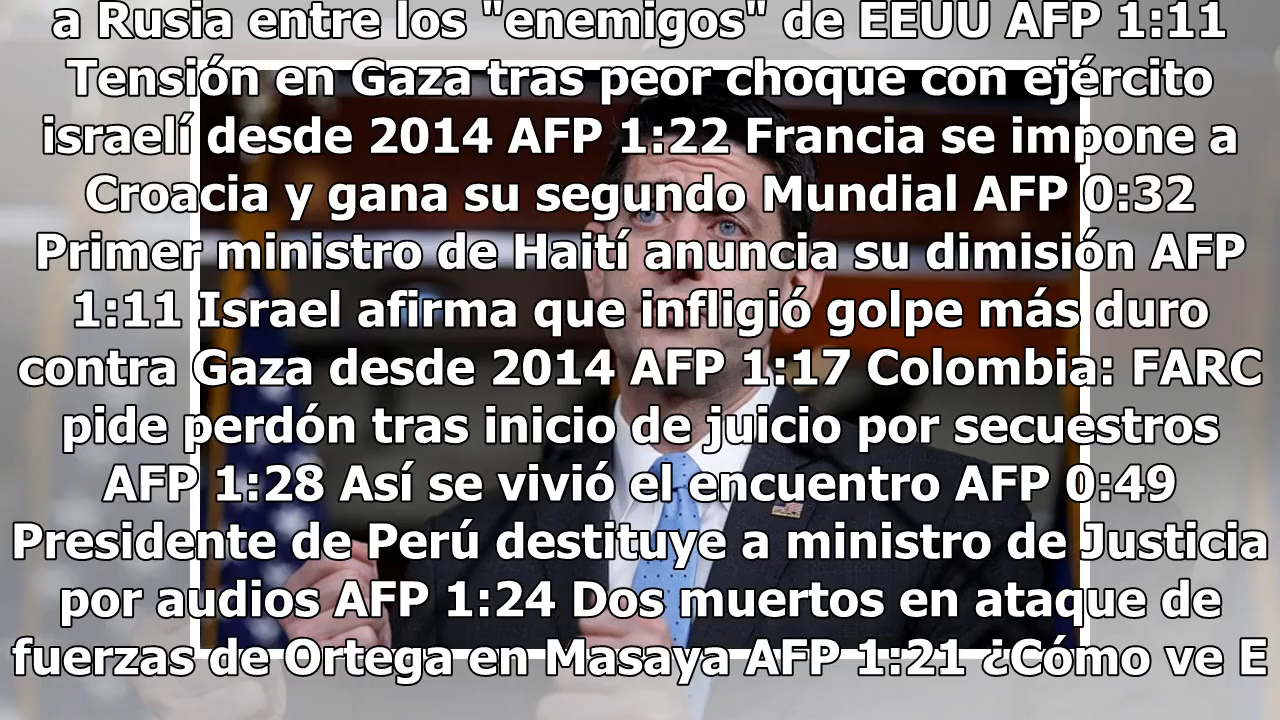 a Rusia entre los "enemigos" de EEUU AFP 1:11
Tensión en Gaza tras peor choque con ejército
israelí desde 2014 AFP 1:22 Francia se impone a
Croacia y gana su segundo Mundial AFP 0:32
Primer ministro de Haití anuncia su dimisión AFP
1:11 Israel afirma que infligió golpe más duro
contra Gaza desde 2014 AFP 1:17 Colombia: FARC
pide perdón tras inicio de juicio por secuestros
AFP 1:28 Así se vivió el encuentro AFP 0:49
Presidente de Perú destituye a ministro de Justicia
por audios AFP 1:24 Dos muertos en ataque de
fuerzas de Ortega en Masaya AFP 1:21 ¿Cómo ve E